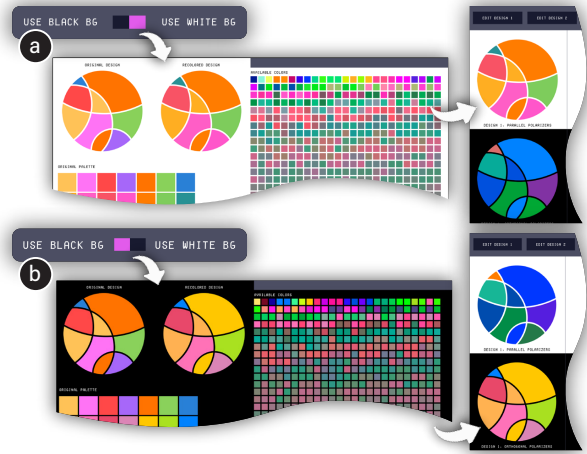 USE BLACK BG USE WHITE BG
EDIT DESIGN 1 EDIT DESIGN 2
a
ORIGINAL DESIGN RECOLORED DESIGN
AVAILABLE COLORS
DESIGN 1: PARALLEL POLARIZERS
ORIGINAL PALETTE
USE BLACK BG USE WHITE BG
EDIT DESIGN 1 EDIT DESIGN 2
b
ORIGINAL DESIGN RECOLORED DESIGN
AVAILABLE COLORS
DESIGN 1: PARALLEL POLARIZERS
ORIGINAL PALETTE
DESIGN 1: ORTHOGONAL POLARIZERS